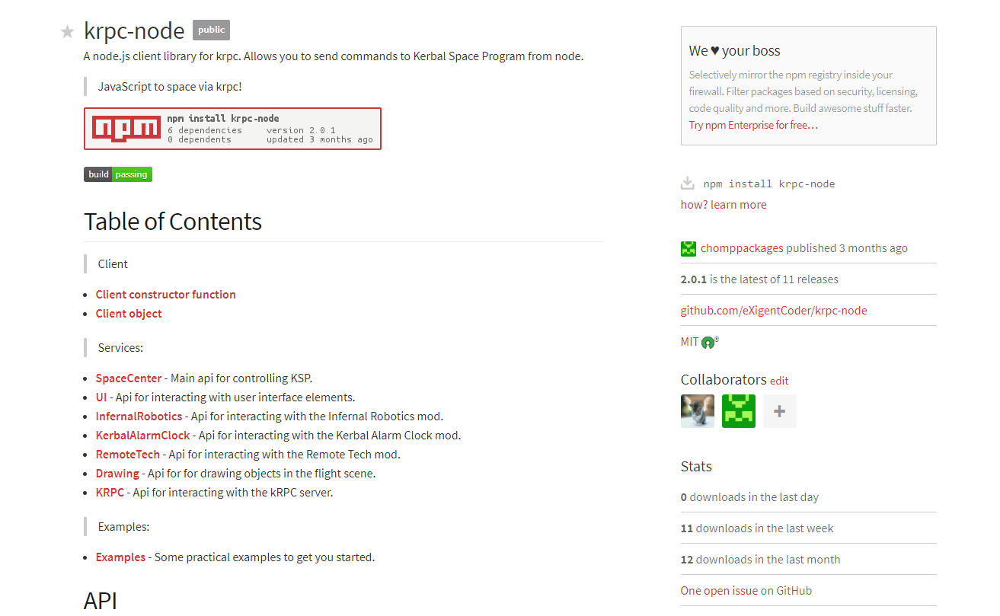 krpc-node public
A node.js client library for krpc. Allows you to send commands to Kerbal Space Program from node.
JavaScript to space via krpc!
npm
npm install krpc-node
6 dependencies version 2.0.1
0 dependents updated 3 months ago
build passing
Table of Contents
Client
Client constructor function
Client object
Services:
SpaceCenter - Main api for controlling KSP.
UI - Api for interacting with user interface elements.
InfernalRobotics - Api for interacting with the Infernal Robotics mod.
KerbalAlarmClock - Api for interacting with the Kerbal Alarm Clock mod.
RemoteTech - Api for interacting with the Remote Tech mod.
Drawing - Api for for drawing objects in the flight scene.
KRPC - Api for interacting with the kRPC server.
Examples:
Examples - Some practical examples to get you started.
API
We ♥ your boss
Selectively mirror the npm registry inside your
firewall. Filter packages based on security, licensing,
code quality and more. Build awesome stuff faster.
Try npm Enterprise for free…
npm install krpc-node
how? learn more
chomppackages published 3 months ago
2.0.1 is the latest of 11 releases
github.com/eXigentCoder/krpc-node
MIT ®
Collaborators edit
+
Stats
0 downloads in the last day
11 downloads in the last week
12 downloads in the last month
One open issue on GitHub